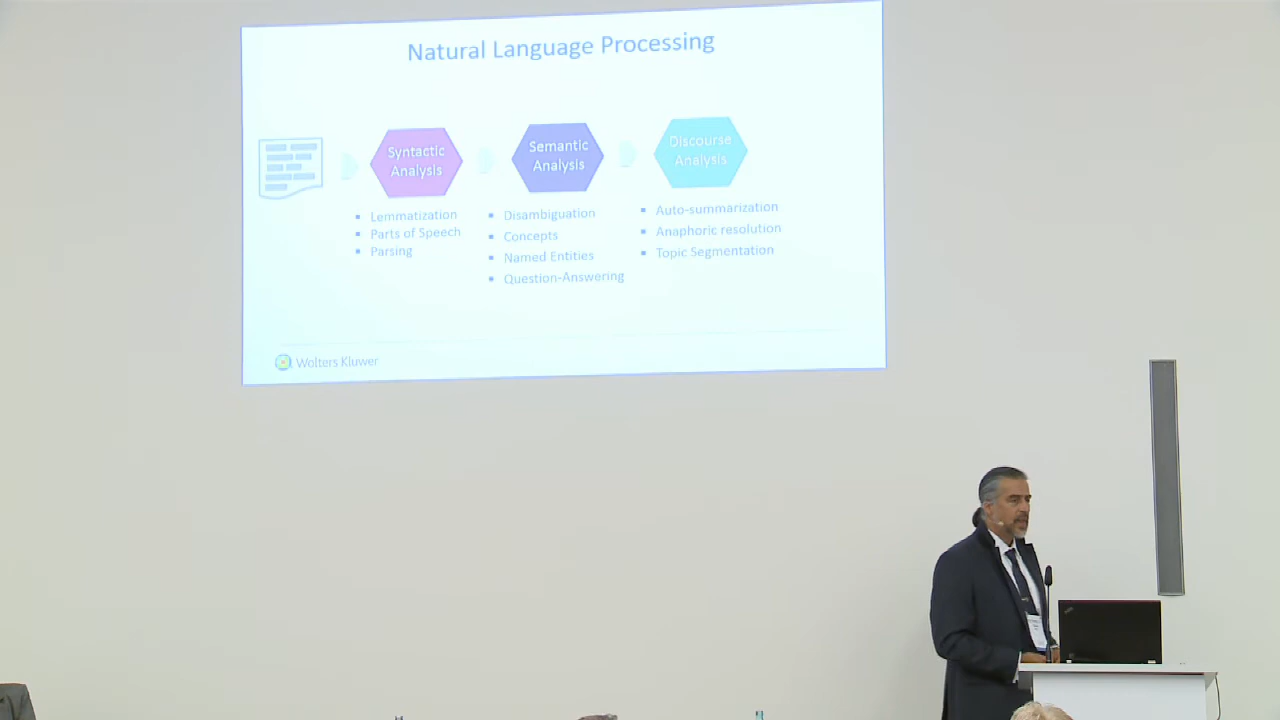 Natural Language Processing
Syntactic
Analysis
Semantic
Analysis
Discourse
Analysis
Lemmatization
Parts of Speech
Parsing
Disambiguation
Concepts
Named Entities
Question-Answering
Auto-summarization
Anaphoric resolution
Topic Segmentation
Wolters Kluwer